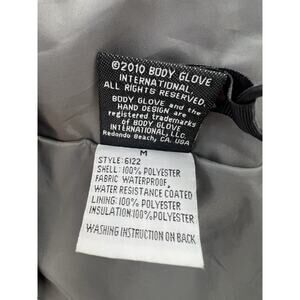 ©2010 BODY GLOVE
INTERNATIONAL.
ALL RIGHTS RESERVED.
BODY GLOVE and the
HAND DESIGN are
registered trademarks
of BODY GLOVE
INTERNATIONAL, LLC.
Redondo Beach, CA. USA
M
STYLE: 6122
SHELL: 100% POLYESTER
FABRIC WATERPROOF,
WATER RESISTANCE COATED
LINING: 100% POLYESTER
INSULATION:100% POLYESTER
WASHING INSTRUCTION ON BACK